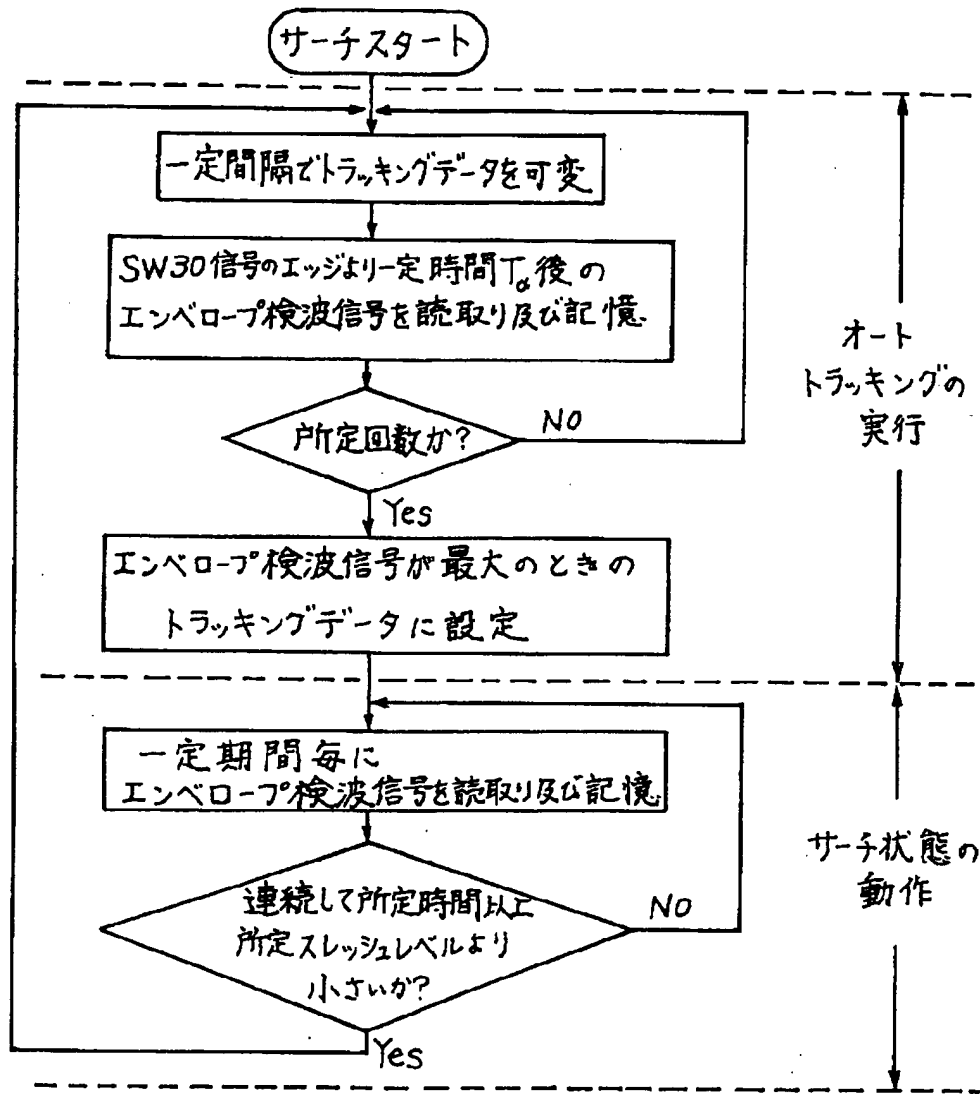 サーチスタート
一定間隔でトラッキングデータを可変
SW30信号のエッジより一定時間Tα後の
エンベロープ検波信号を読取り及び記憶
所定回数か?
NO
Yes
エンベロープ検波信号が最大のときの
トラッキングデータに設定
オート
トラッキングの
実行
一定期間毎に
エンベロープ検波信号を読取り及び記憶
連続して所定時間以上
所定スレッシュレベルより
小さいか?
NO
Yes
サーチ状態の
動作